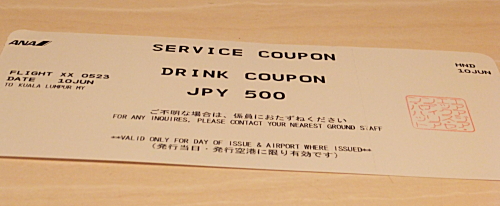 ANA
SERVICE COUPON
HND
10JUN
FLIGHT XX 0523
DATE 10JUN
TO KUALA LUMPUR MY
DRINK COUPON
JPY 500
ご不明な場合は、係員におたずねください
FOR ANY INQUIRES, PLEASE CONTACT YOUR NEAREST GROUND STAFF
**VALID ONLY FOR DAY OF ISSUE & AIRPORT WHERE ISSUED**
(発行当日・発行空港に限り有効です)